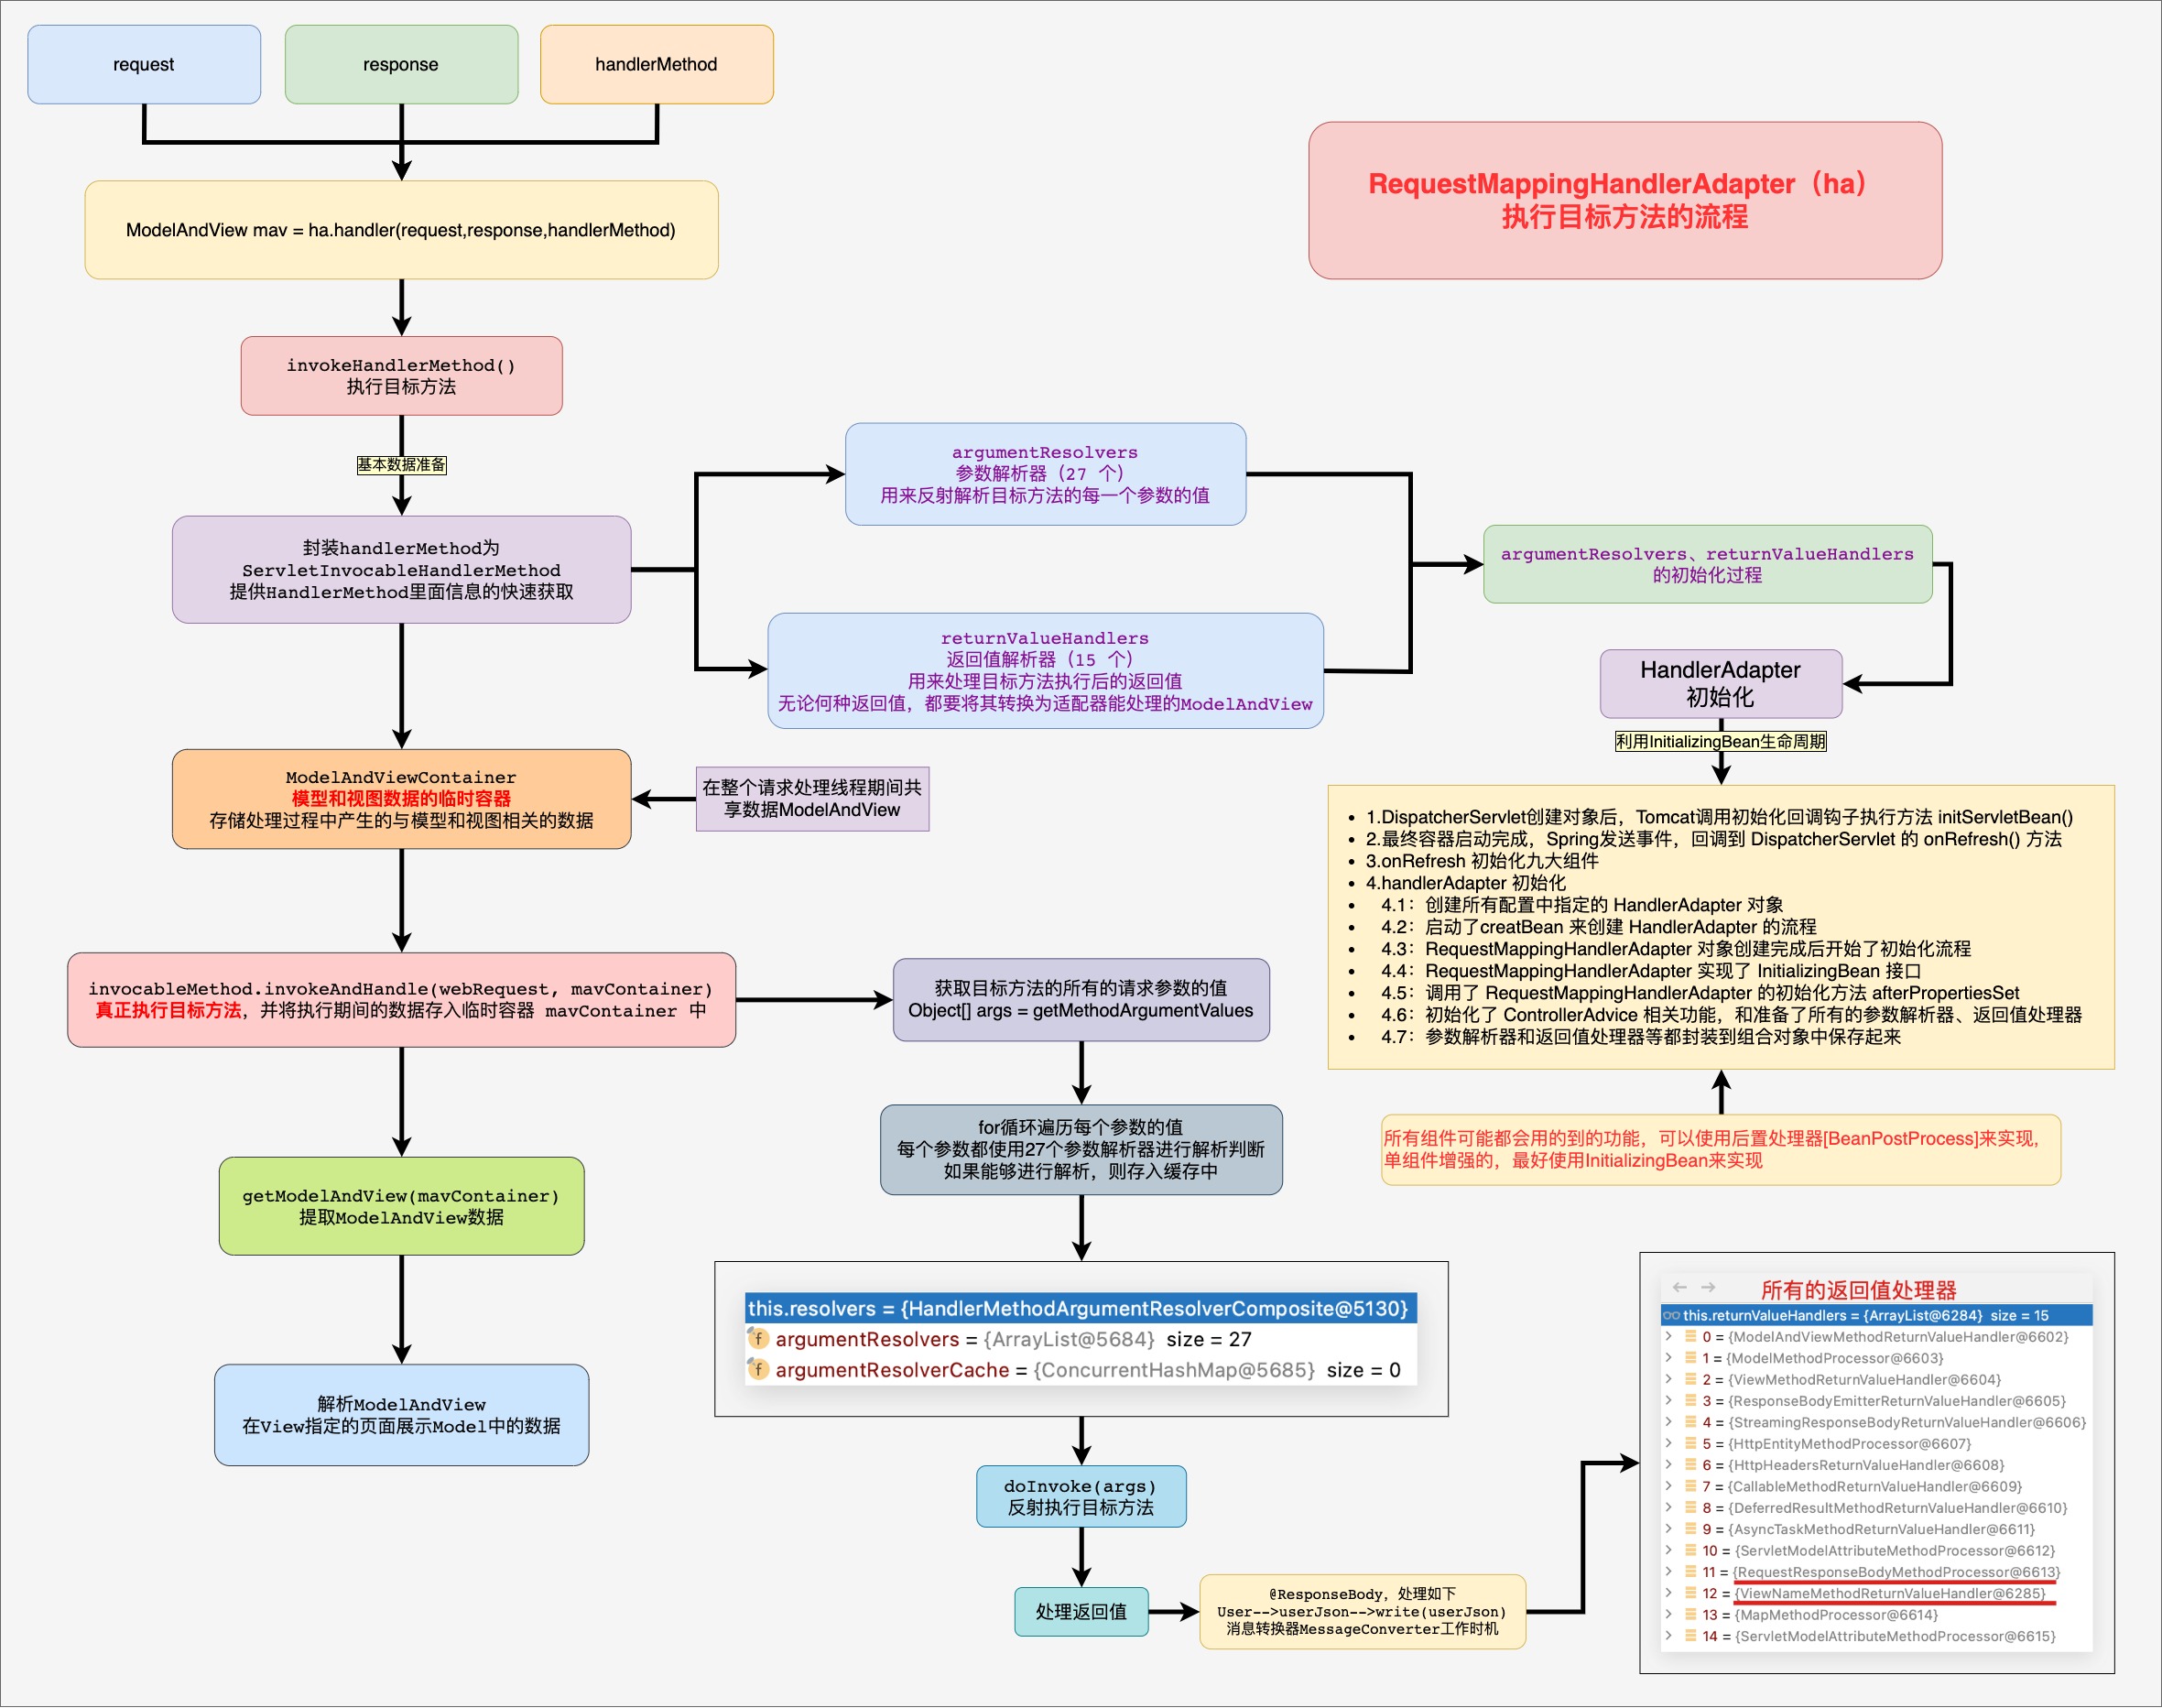 request
response
handlerMethod
ModelAndView mav = ha.handler(request,response,handlerMethod)
RequestMappingHandlerAdapter（ha）
执行目标方法的流程
invokeHandlerMethod()
执行目标方法
基本数据准备
封装handlerMethod为
ServletInvocableHandlerMethod
提供HandlerMethod里面信息的快速获取
argumentResolvers
参数解析器（27 个）
用来反射解析目标方法的每一个参数的值
returnValueHandlers
返回值解析器（15 个）
用来处理目标方法执行后的返回值
无论何种返回值，都要将其转换为适配器能处理的ModelAndView
argumentResolvers、returnValueHandlers
的初始化过程
HandlerAdapter
初始化
利用InitializingBean生命周期
ModelAndViewContainer
模型和视图数据的临时容器
存储处理过程中产生的与模型和视图相关的数据
在整个请求处理线程期间共
享数据ModelAndView
• 1.DispatcherServlet创建对象后，Tomcat调用初始化回调钩子执行方法 initServletBean()
• 2.最终容器启动完成，Spring发送事件，回调到 DispatcherServlet 的 onRefresh() 方法
• 3.onRefresh 初始化九大组件
• 4.handlerAdapter 初始化
• 4.1：创建所有配置中指定的 HandlerAdapter 对象
• 4.2：启动了creatBean 来创建 HandlerAdapter 的流程
• 4.3：RequestMappingHandlerAdapter 对象创建完成后开始了初始化流程
• 4.4：RequestMappingHandlerAdapter 实现了 InitializingBean 接口
• 4.5：调用了 RequestMappingHandlerAdapter 的初始化方法 afterPropertiesSet
• 4.6：初始化了 ControllerAdvice 相关功能，和准备了所有的参数解析器、返回值处理器
• 4.7：参数解析器和返回值处理器等都封装到组合对象中保存起来
所有组件可能都会用的到的功能，可以使用后置处理器[BeanPostProcess]来实现，
单组件增强的，最好使用InitializingBean来实现
invocableMethod.invokeAndHandle(webRequest, mavContainer)
真正执行目标方法，并将执行期间的数据存入临时容器 mavContainer 中
获取目标方法的所有的请求参数的值
Object[] args = getMethodArgumentValues
for循环遍历每个参数的值
每个参数都使用27个参数解析器进行解析判断
如果能够进行解析，则存入缓存中
getModelAndView(mavContainer)
提取ModelAndView数据
解析ModelAndView
在View指定的页面展示Model中的数据
this.resolvers = {HandlerMethodArgumentResolverComposite@5130}
f argumentResolvers = {ArrayList@5684} size = 27
f argumentResolverCache = {ConcurrentHashMap@5685} size = 0
doInvoke(args)
反射执行目标方法
处理返回值
@ResponseBody，处理如下
User-->userJson-->write(userJson)
消息转换器MessageConverter工作时机
所有的返回值处理器
this.returnValueHandlers = {ArrayList@6284} size = 15
0 = {ModelAndViewMethodReturnValueHandler@6602}
1 = {ModelMethodProcessor@6603}
2 = {ViewMethodReturnValueHandler@6604}
3 = {ResponseBodyEmitterReturnValueHandler@6605}
4 = {StreamingResponseBodyReturnValueHandler@6606}
5 = {HttpEntityMethodProcessor@6607}
6 = {HttpHeadersReturnValueHandler@6608}
7 = {CallableMethodReturnValueHandler@6609}
8 = {DeferredResultMethodReturnValueHandler@6610}
9 = {AsyncTaskMethodReturnValueHandler@6611}
10 = {ServletModelAttributeMethodProcessor@6612}
11 = {RequestResponseBodyMethodProcessor@6613}
12 = {ViewNameMethodReturnValueHandler@6285}
13 = {MapMethodProcessor@6614}
14 = {ServletModelAttributeMethodProcessor@6615}